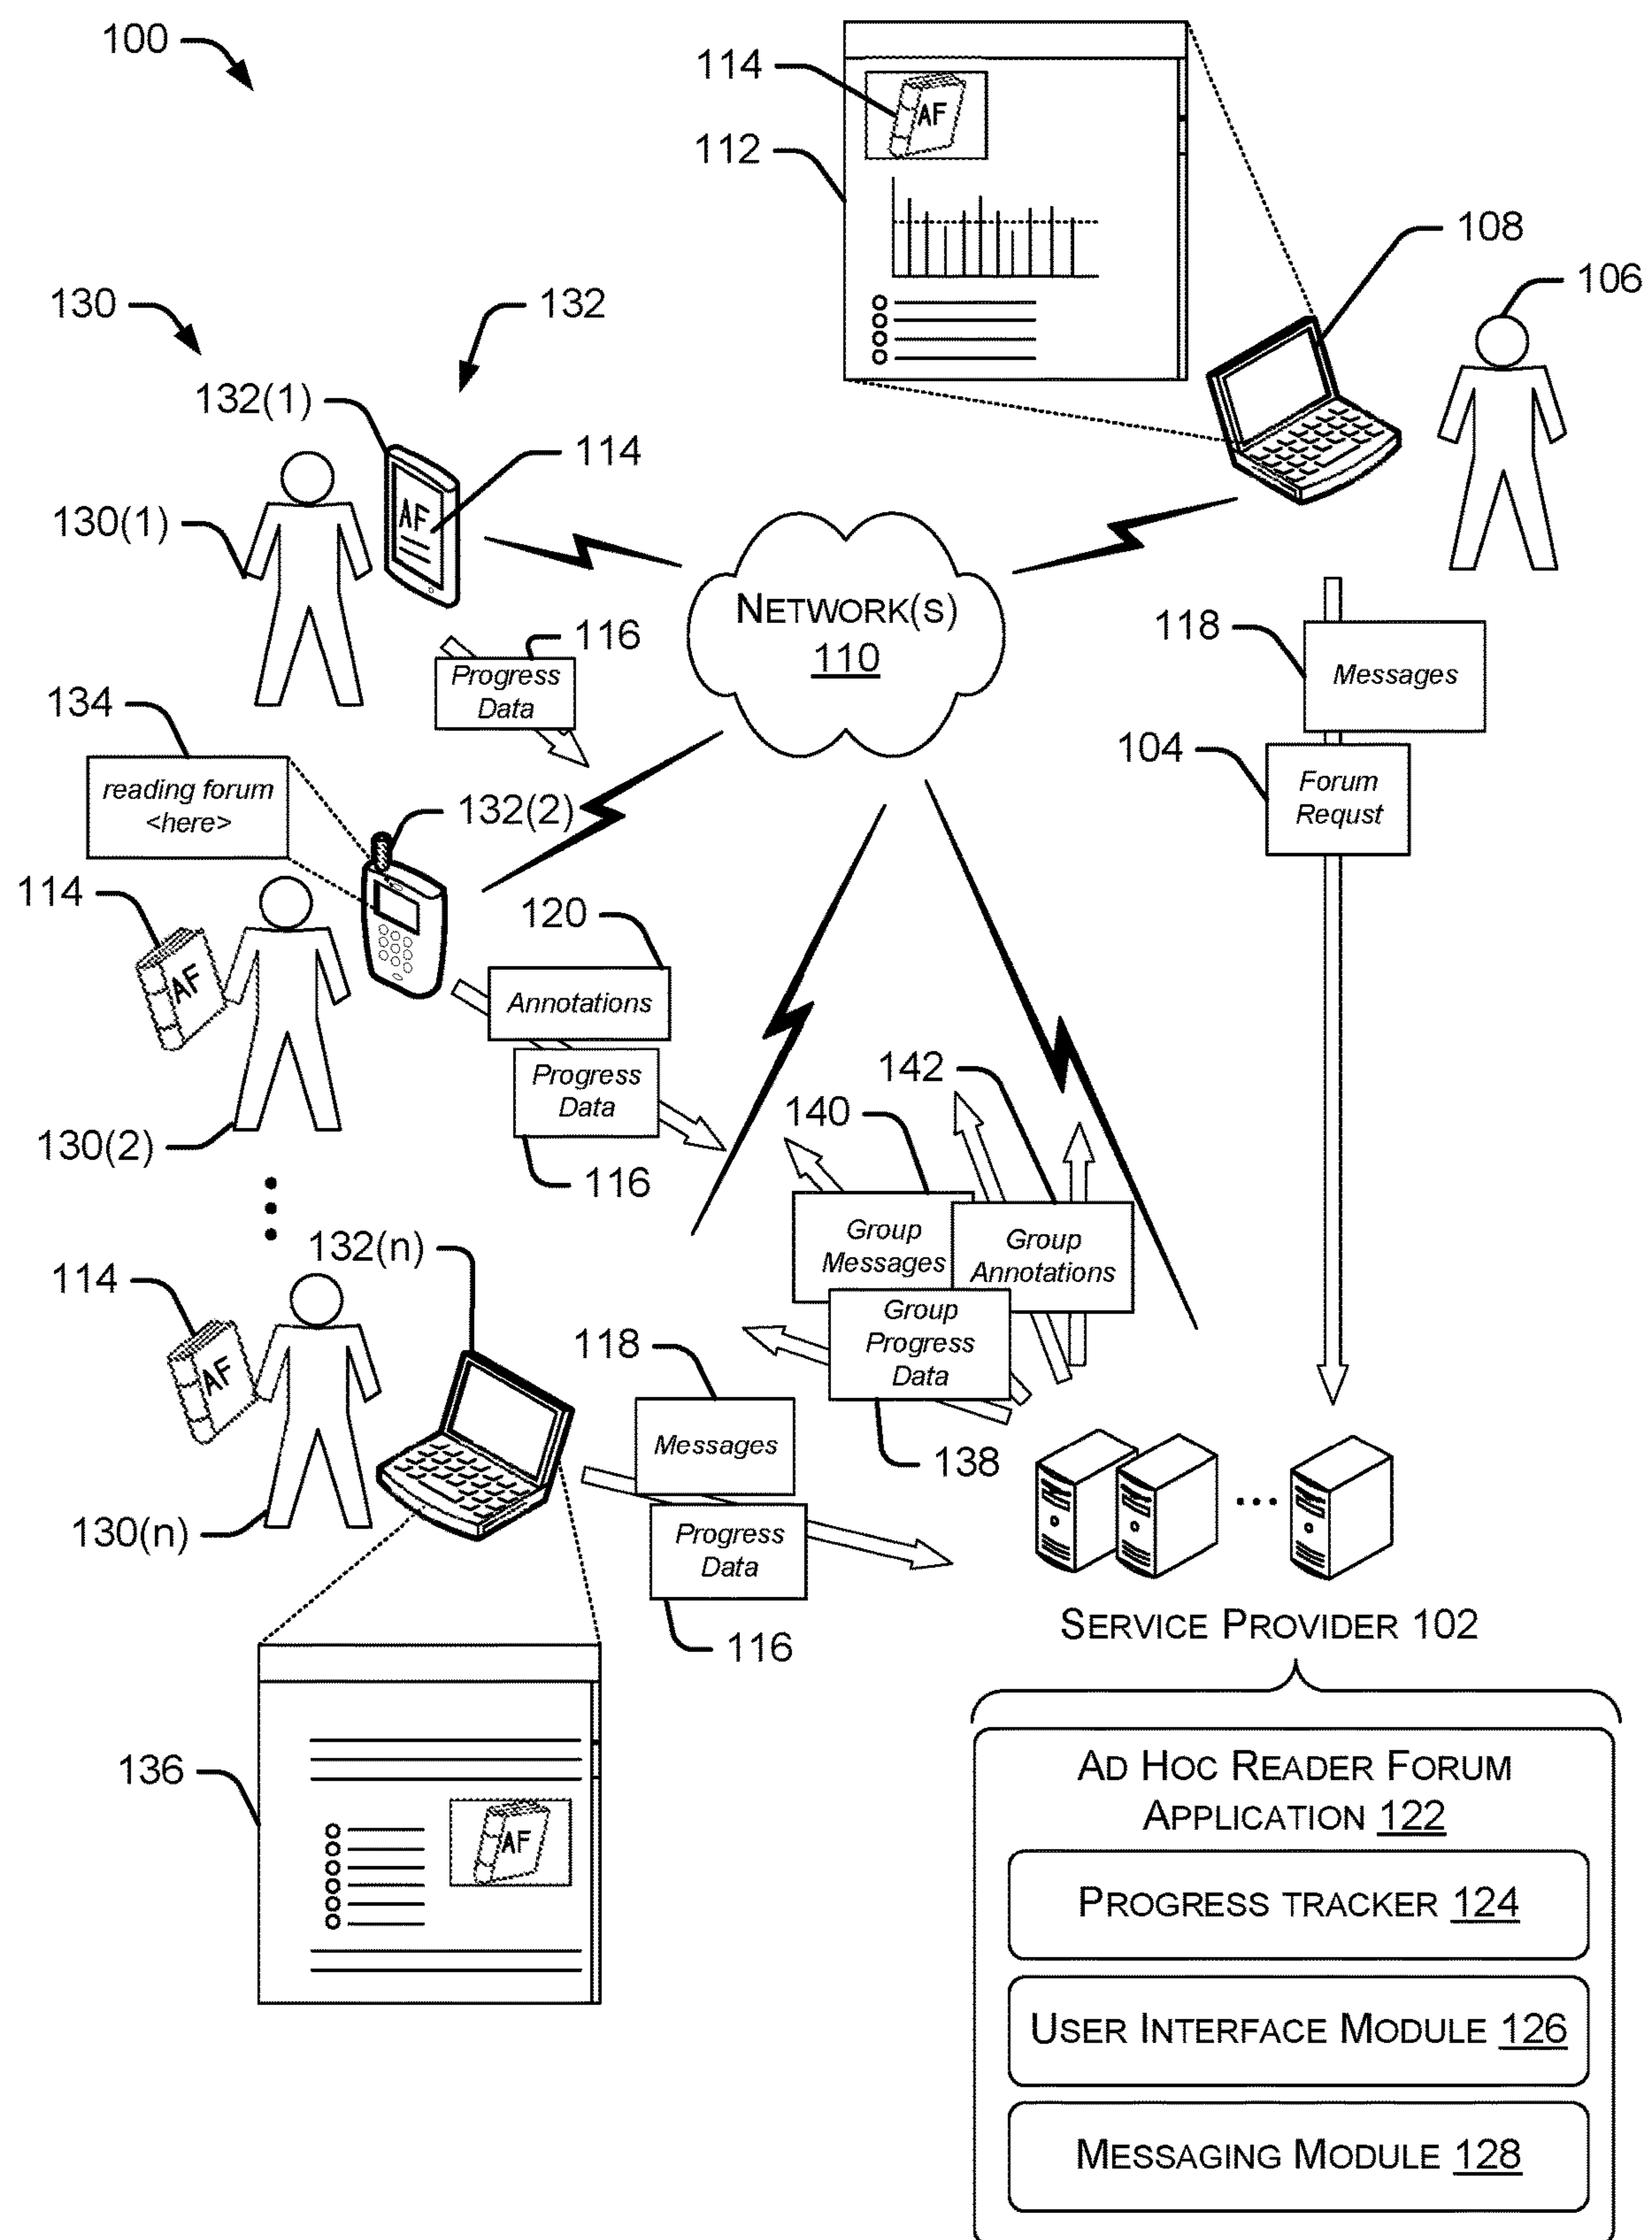 100
114
AF
112
108
106
130
132
132(1)
114
AF
130(1)
NETWORK(S)
110
116
Progress
Data
118
Messages
134
104
Forum
Requst
reading forum
<here>
132(2)
114
AF
120
Annotations
Progress
Data
130(2)
116
142
140
Group
Messages
Group
Annotations
132(n)
114
AF
Group
Progress
Data
118
Messages
138
130(n)
Progress
Data
116
SERVICE PROVIDER 102
136
AF
AD HOC READER FORUM
APPLICATION 122
PROGRESS TRACKER 124
USER INTERFACE MODULE 126
MESSAGING MODULE 128